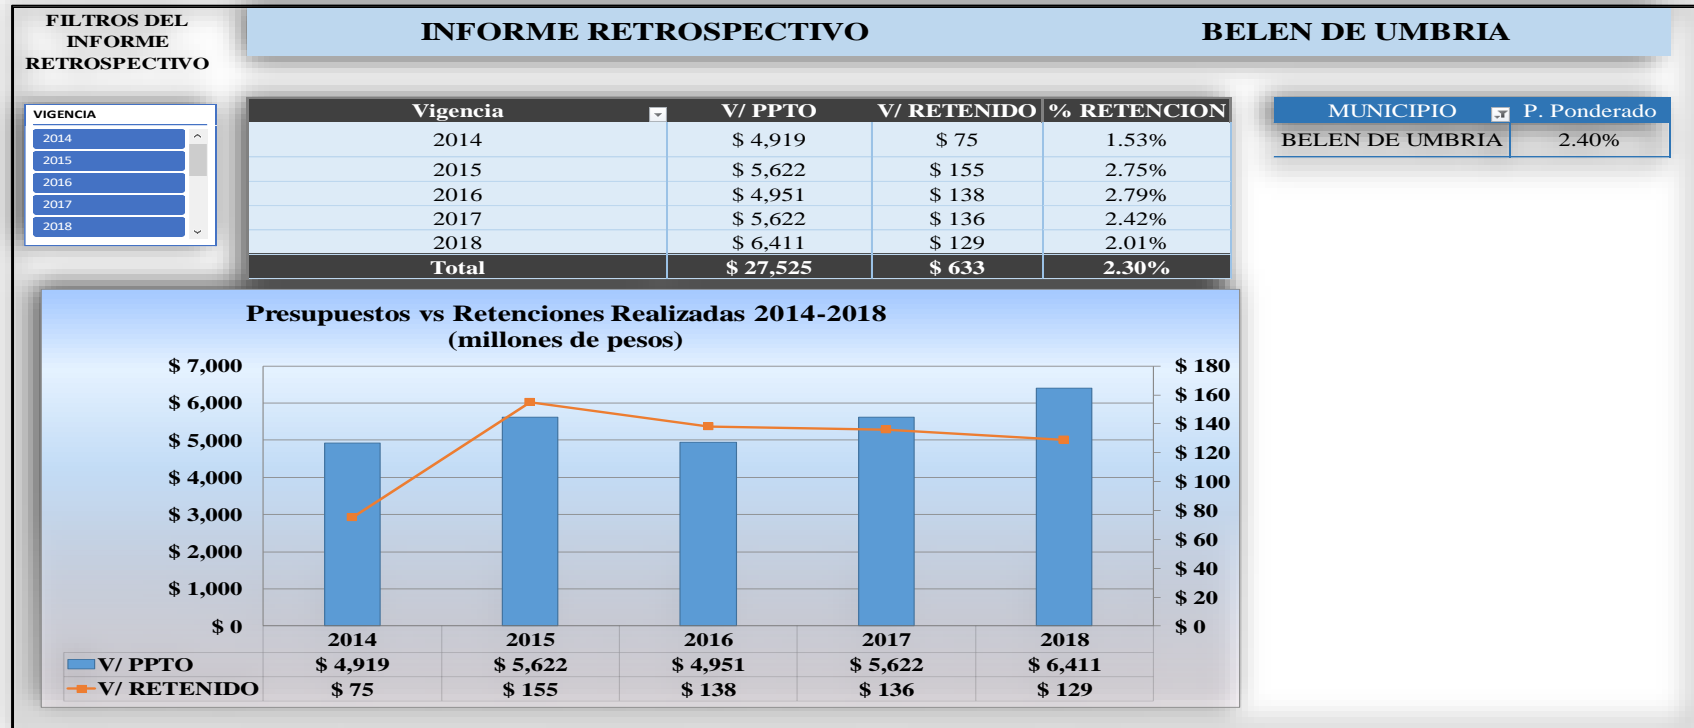 FILTROS DEL
INFORME
RETROSPECTIVO
INFORME RETROSPECTIVO BELEN DE UMBRIA
VIGENCIA
2014
2015
2016
2017
2018
Vigencia V/ PPTO V/ RETENIDO % RETENCION
2014 $ 4,919 $ 75 1.53%
2015 $ 5,622 $ 155 2.75%
2016 $ 4,951 $ 138 2.79%
2017 $ 5,622 $ 136 2.42%
2018 $ 6,411 $ 129 2.01%
Total $ 27,525 $ 633 2.30%
MUNICIPIO P. Ponderado
BELEN DE UMBRIA 2.40%
Presupuestos vs Retenciones Realizadas 2014-2018
(millones de pesos)
$ 7,000
$ 6,000
$ 5,000
$ 4,000
$ 3,000
$ 2,000
$ 1,000
$ 0
$ 180
$ 160
$ 140
$ 120
$ 100
$ 80
$ 60
$ 40
$ 20
$ 0
2014 2015 2016 2017 2018
V/ PPTO $ 4,919 $ 5,622 $ 4,951 $ 5,622 $ 6,411
V/ RETENIDO $ 75 $ 155 $ 138 $ 136 $ 129